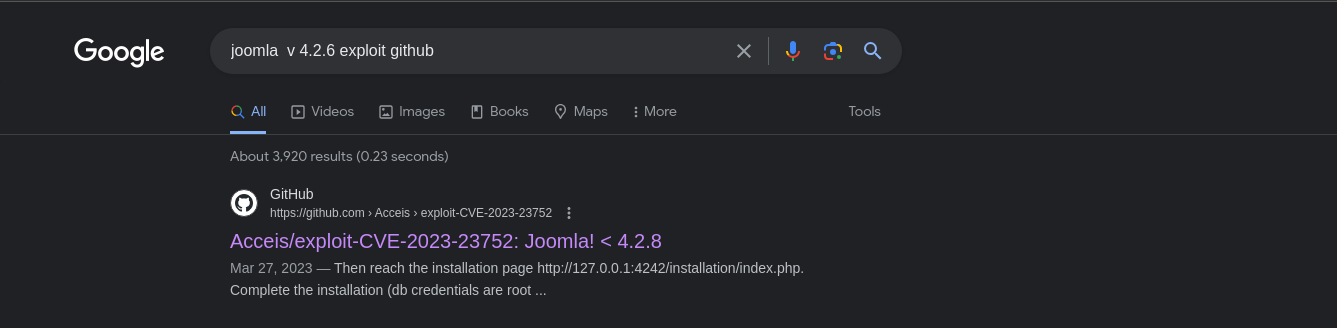 Google
joomla  v 4.2.6 exploit github
All Videos Images Books Maps More Tools
About 3,920 results (0.23 seconds)
GitHub
https://github.com › Acceis › exploit-CVE-2023-23752
Acceis/exploit-CVE-2023-23752: Joomla! < 4.2.8
Mar 27, 2023 — Then reach the installation page http://127.0.0.1:4242/installation/index.php.
Complete the installation (db credentials are root ...